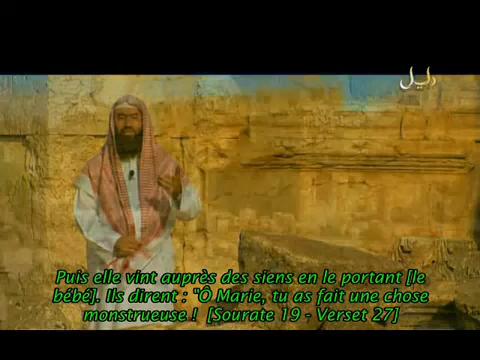 دليل
Puis elle vint auprès des siens en le portant [le
bébé]. Ils dirent : "Ô Marie, tu as fait une chose
monstrueuse ! [Sourate 19 - Verset 27]